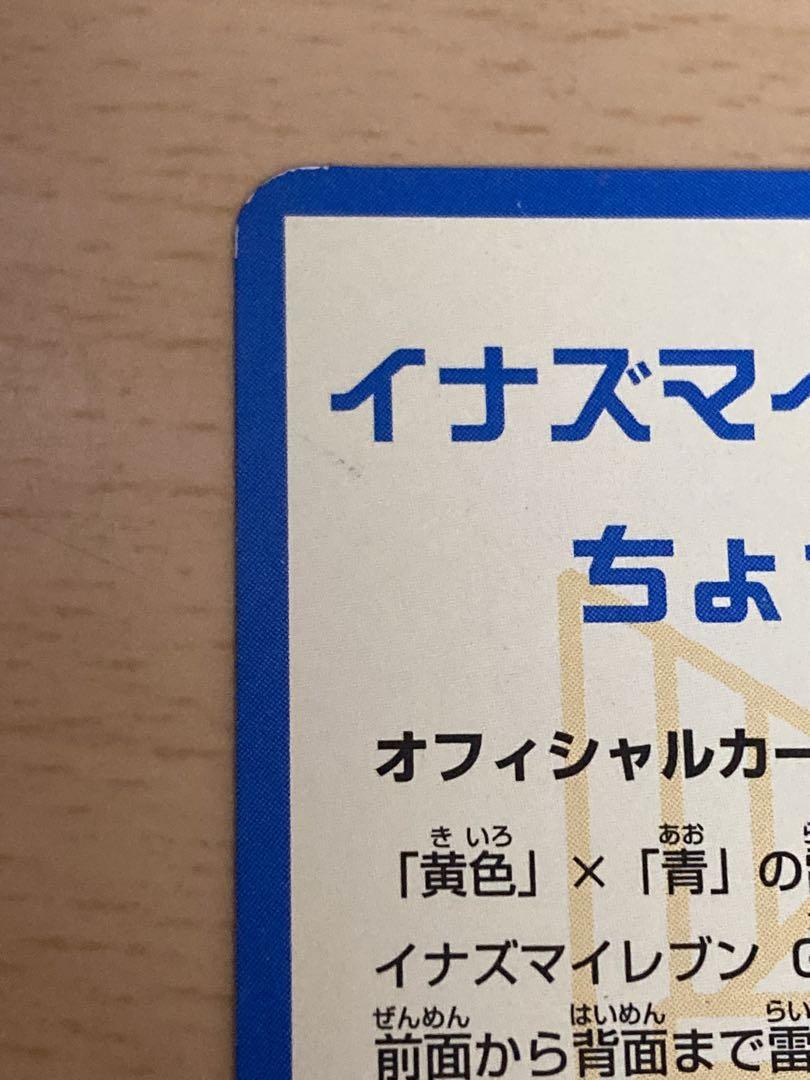 イナズマイ
ちょ
オフィシャルカー
き いろ あお
「黄色」×「青」の
イナズマイレブン G
ぜんめん はいめん らい
前面から背面まで雷